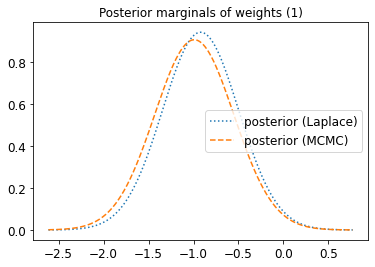 Posterior marginals of weights (1)
0.8
0.6
0.4
0.2
0.0
posterior (Laplace)
posterior (MCMC)
−2.5 −2.0 −1.5 −1.0 −0.5 0.0 0.5